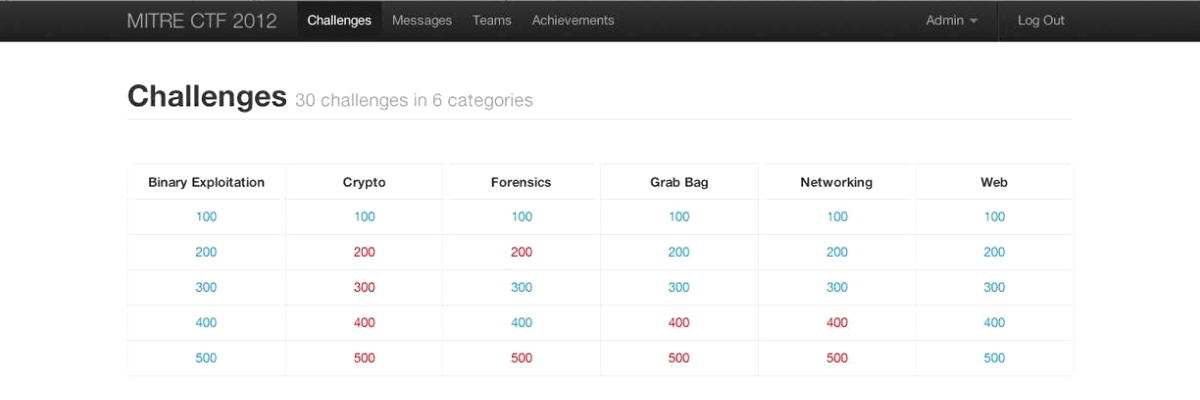 MITRE CTF 2012 Challenges Messages Teams Achievements Admin Log Out
Challenges 30 challenges in 6 categories
Binary Exploitation Crypto Forensics Grab Bag Networking Web
100 100 100 100 100 100
200 200 200 200 200 200
300 300 300 300 300 300
400 400 400 400 400 400
500 500 500 500 500 500